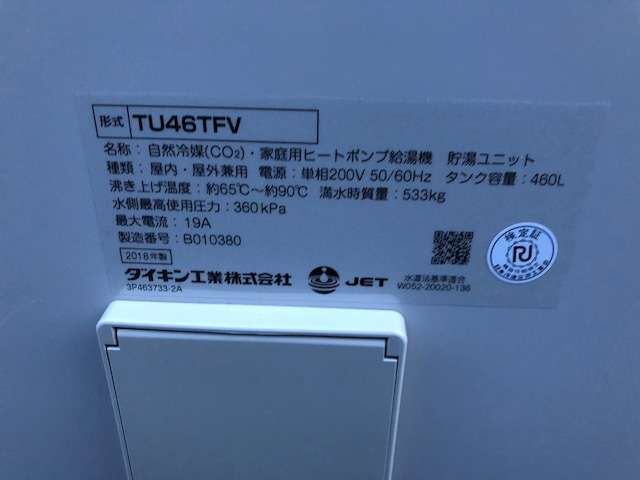 形式 TU46TFV
名称：自然冷媒(CO₂)・家庭用ヒートポンプ給湯機 貯湯ユニット
種類：屋内・屋外兼用 電源：単相200V 50/60Hz タンク容量：460L
沸き上げ温度：約65℃～約90℃ 満水時質量：533kg
水側最高使用圧力：360kPa
最大電流：19A
製造番号：B010380
2018年製
ダイキン工業株式会社 JET 水道法基準適合
3P463733-2A W052-20020-136
検定証